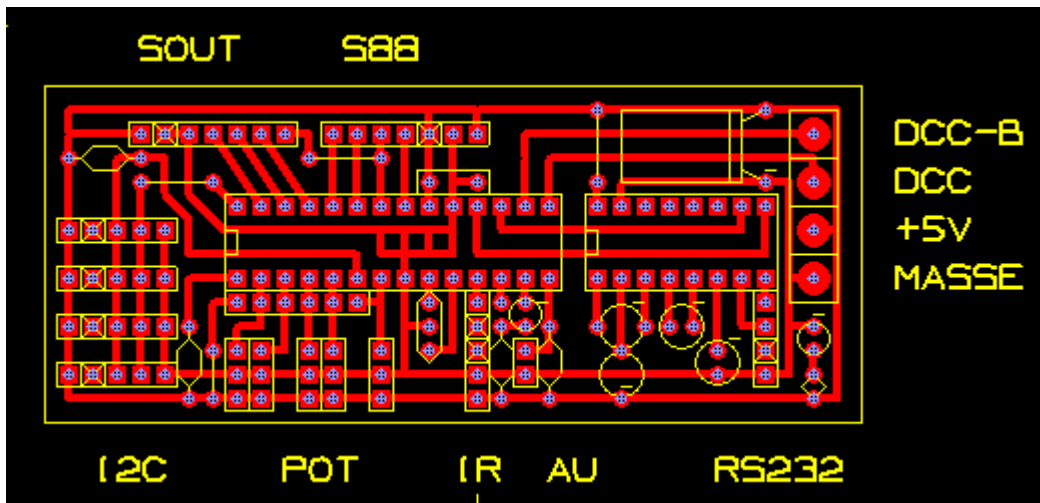 SOUT S88
DCC-B
DCC
+5V
MASSE
I2C POT IR AU RS232